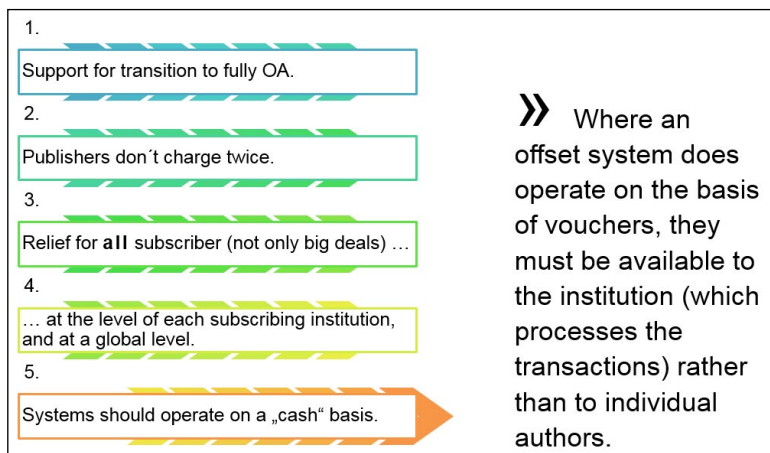 1.
Support for transition to fully OA.
2.
Publishers don´t charge twice.
3.
Relief for all subscriber (not only big deals) …
4.
… at the level of each subscribing institution,
and at a global level.
5.
Systems should operate on a „cash“ basis.
» Where an
offset system does
operate on the basis
of vouchers, they
must be available to
the institution (which
processes the
transactions) rather
than to individual
authors.